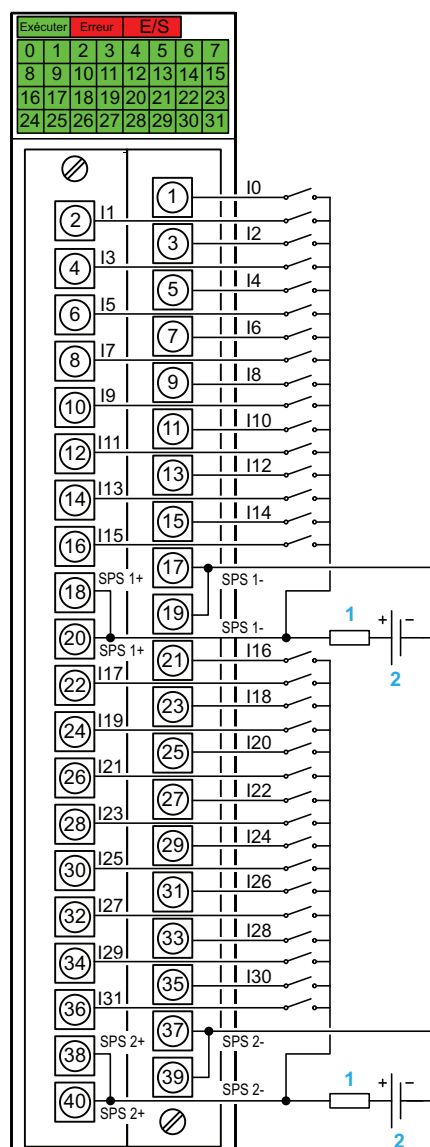 Exécuter Erreur E/S
0 1 2 3 4 5 6 7
8 9 10 11 12 13 14 15
16 17 18 19 20 21 22 23
24 25 26 27 28 29 30 31
1 I0
2 I1
3 I2
4 I3
5 I4
6 I5
7 I6
8 I7
9 I8
10 I9
11 I10
12 I11
13 I12
14 I13
15 I14
16 I15
17 SPS 1-
18 SPS 1+
19
20 SPS 1+ SPS 1- 1 + - 2
21 I16
22 I17
23 I18
24 I19
25 I20
26 I21
27 I22
28 I23
29 I24
30 I25
31 I26
32 I27
33 I28
34 I29
35 I30
36 I31
37 SPS 2-
38 SPS 2+
39
40 SPS 2+ SPS 2- 1 + - 2